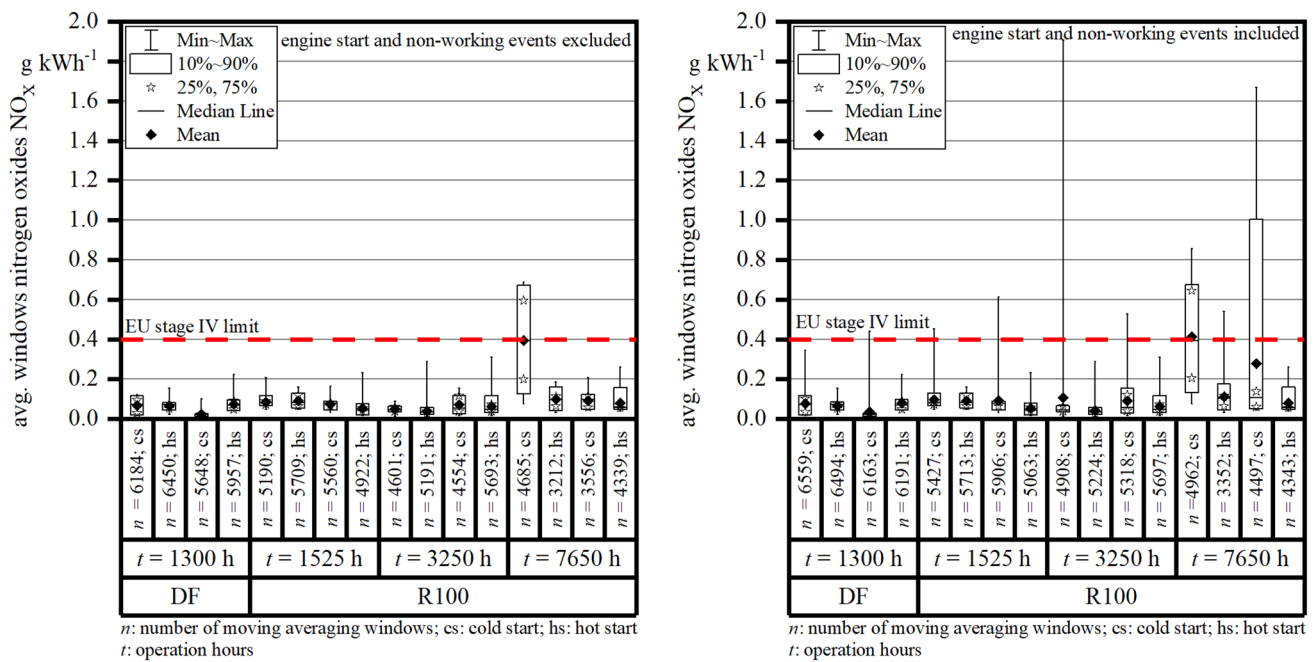 avg. windows nitrogen oxides NOX g kWh-1
2.0
1.6
1.4
1.2
1.0
0.8
0.6
0.4
0.2
0.0
Min~Max
10%~90%
25%, 75%
Median Line
Mean
engine start and non-working events excluded
EU stage IV limit
n = 6184; cs
n = 6450; hs
n = 5648; cs
n = 5957; hs
n = 5190; cs
n = 5709; hs
n = 5560; cs
n = 4922; hs
n = 4601; cs
n = 5191; hs
n = 4554; cs
n = 5693; hs
n = 4685; cs
n = 3212; hs
n = 3556; cs
n = 4339; hs
t = 1300 h
t = 1525 h
t = 3250 h
t = 7650 h
DF
R100
n: number of moving averaging windows; cs: cold start; hs: hot start
t: operation hours
avg. windows nitrogen oxides NOX g kWh-1
2.0
1.6
1.4
1.2
1.0
0.8
0.6
0.4
0.2
0.0
Min~Max
10%~90%
25%, 75%
Median Line
Mean
engine start and non-working events included
EU stage IV limit
n = 6559; cs
n = 6494; hs
n = 6163; cs
n = 6191; hs
n = 5427; cs
n = 5713; hs
n = 5906; cs
n = 5063; hs
n = 4908; cs
n = 5224; hs
n = 5318; cs
n = 5697; hs
n =4962; cs
n = 3352; hs
n = 4497; cs
n = 4343; hs
t = 1300 h
t = 1525 h
t = 3250 h
t = 7650 h
DF
R100
n: number of moving averaging windows; cs: cold start; hs: hot start
t: operation hours